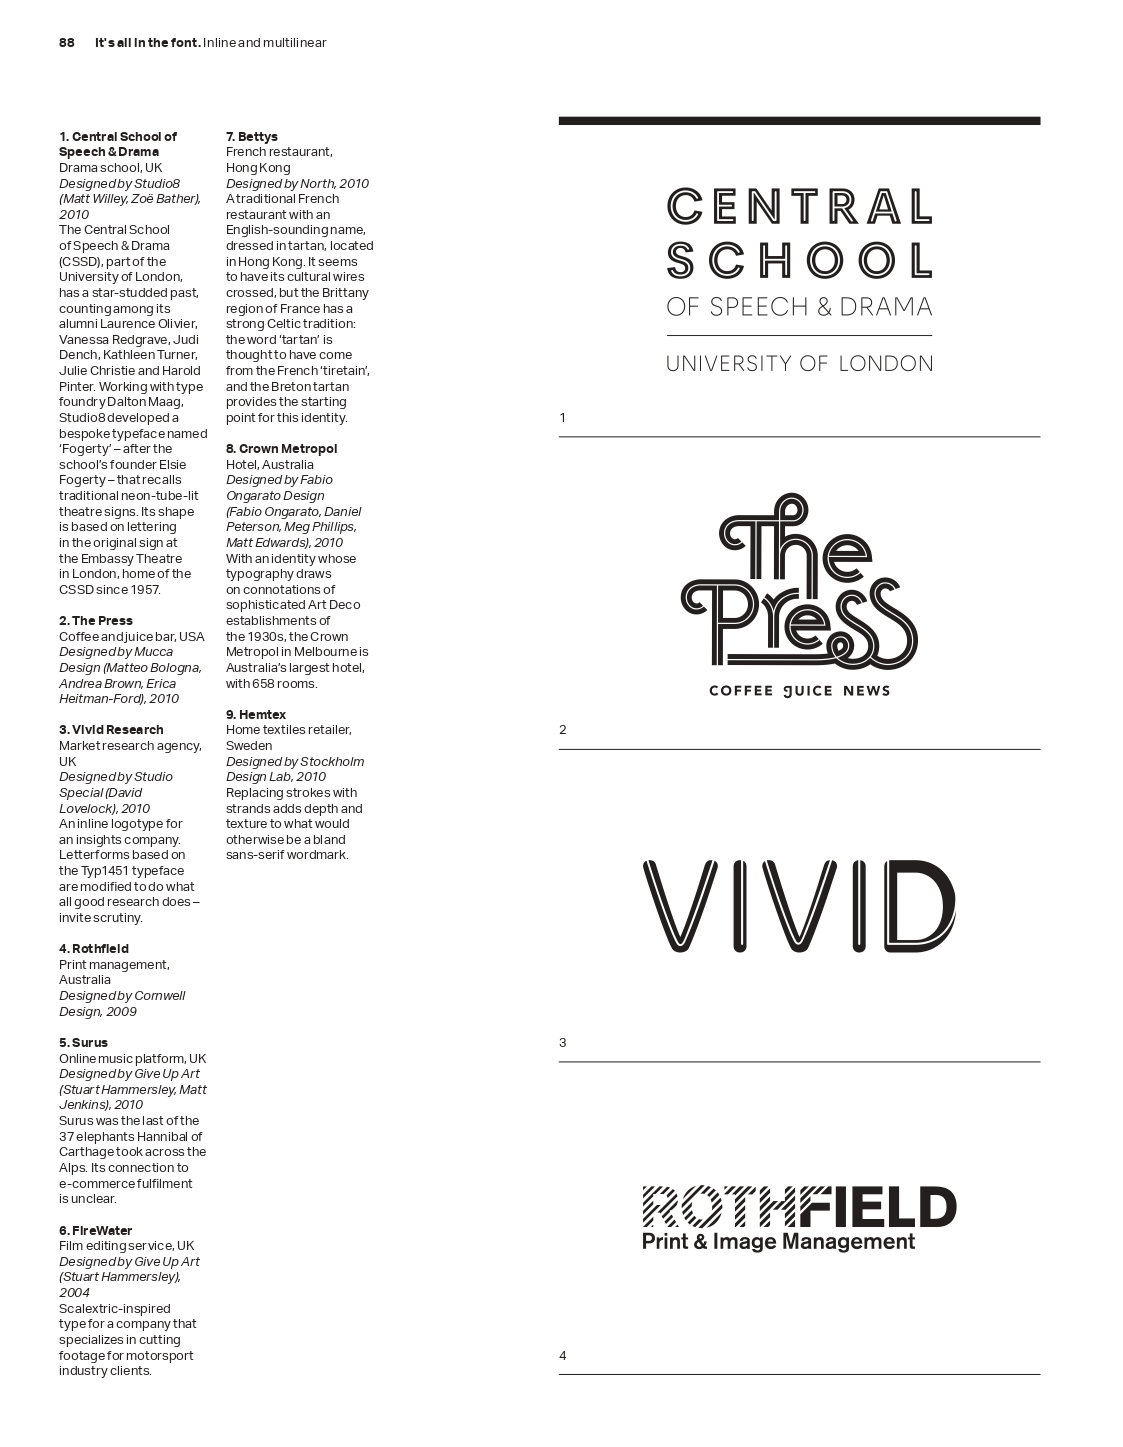 88 It's all in the font. Inline and multilinear
1. Central School of
Speech & Drama
Drama school, UK
Designed by Studio8
(Matt Willey, Zoë Bather),
2010
The Central School
of Speech & Drama
(CSSD), part of the
University of London,
has a star-studded past,
counting among its
alumni Laurence Olivier,
Vanessa Redgrave, Judi
Dench, Kathleen Turner,
Julie Christie and Harold
Pinter. Working with type
foundry Dalton Maag,
Studio8 developed a
bespoke typeface named
‘Fogerty’ – after the
school’s founder Elsie
Fogerty – that recalls
traditional neon-tube-lit
theatre signs. Its shape
is based on lettering
in the original sign at
the Embassy Theatre
in London, home of the
CSSD since 1957.
2. The Press
Coffee and juice bar, USA
Designed by Mucca
Design (Matteo Bologna,
Andrea Brown, Erica
Heitman-Ford), 2010
3. Vivid Research
Market research agency,
UK
Designed by Studio
Special (David
Lovelock), 2010
An inline logotype for
an insights company.
Letterforms based on
the Typ1451 typeface
are modified to do what
all good research does –
invite scrutiny.
4. Rothfield
Print management,
Australia
Designed by Cornwell
Design, 2009
5. Surus
Online music platform, UK
Designed by Give Up Art
(Stuart Hammersley, Matt
Jenkins), 2010
Surus was the last of the
37 elephants Hannibal of
Carthage took across the
Alps. Its connection to
e-commerce fulfilment
is unclear.
6. FireWater
Film editing service, UK
Designed by Give Up Art
(Stuart Hammersley),
2004
Scalextric-inspired
type for a company that
specializes in cutting
footage for motorsport
industry clients.
7. Bettys
French restaurant,
Hong Kong
Designed by North, 2010
A traditional French
restaurant with an
English-sounding name,
dressed in tartan, located
in Hong Kong. It seems
to have its cultural wires
crossed, but the Brittany
region of France has a
strong Celtic tradition:
the word ‘tartan’ is
thought to have come
from the French ‘tiretain’,
and the Breton tartan
provides the starting
point for this identity.
8. Crown Metropol
Hotel, Australia
Designed by Fabio
Ongarato Design
(Fabio Ongarato, Daniel
Peterson, Meg Phillips,
Matt Edwards), 2010
With an identity whose
typography draws
on connotations of
sophisticated Art Deco
establishments of
the 1930s, the Crown
Metropol in Melbourne is
Australia’s largest hotel,
with 658 rooms.
9. Hemtex
Home textiles retailer,
Sweden
Designed by Stockholm
Design Lab, 2010
Replacing strokes with
strands adds depth and
texture to what would
otherwise be a bland
sans-serif wordmark.
CENTRAL
SCHOOL
OF SPEECH & DRAMA
UNIVERSITY OF LONDON
1
The
Press
COFFEE JUICE NEWS
2
VIVID
3
ROTHFIELD
Print & Image Management
4